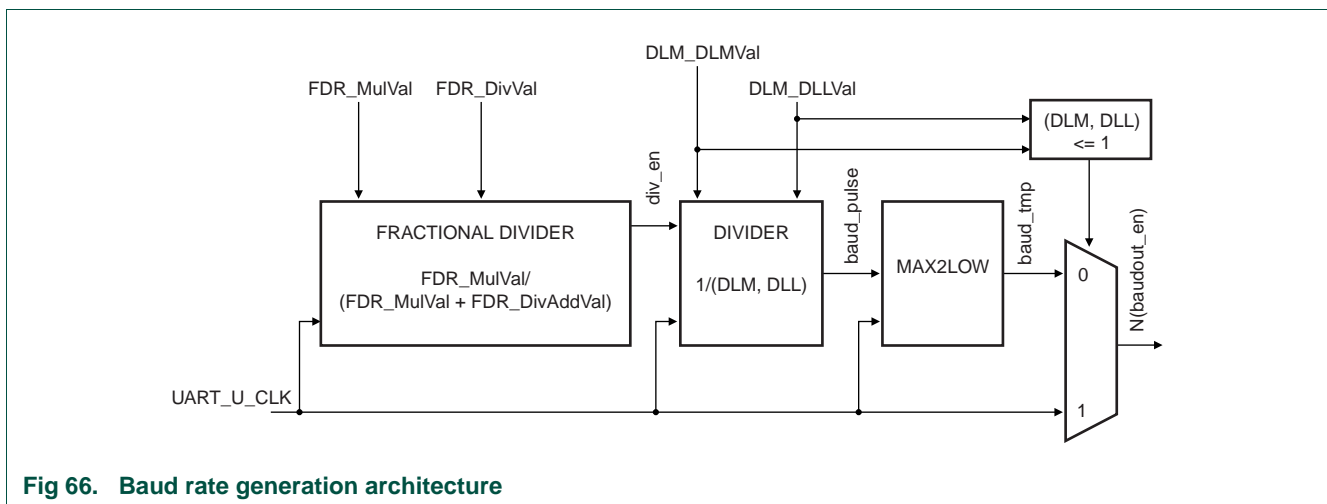 DLM_DLMVal
FDR_MulVal
FDR_DivVal
DLM_DLLVal
(DLM, DLL)
<= 1
div_en
baud_pulse
baud_tmp
N(baudout_en)
FRACTIONAL DIVIDER
FDR_MulVal/
(FDR_MulVal + FDR_DivAddVal)
DIVIDER
1/(DLM, DLL)
MAX2LOW
0
UART_U_CLK
1
Fig 66. Baud rate generation architecture